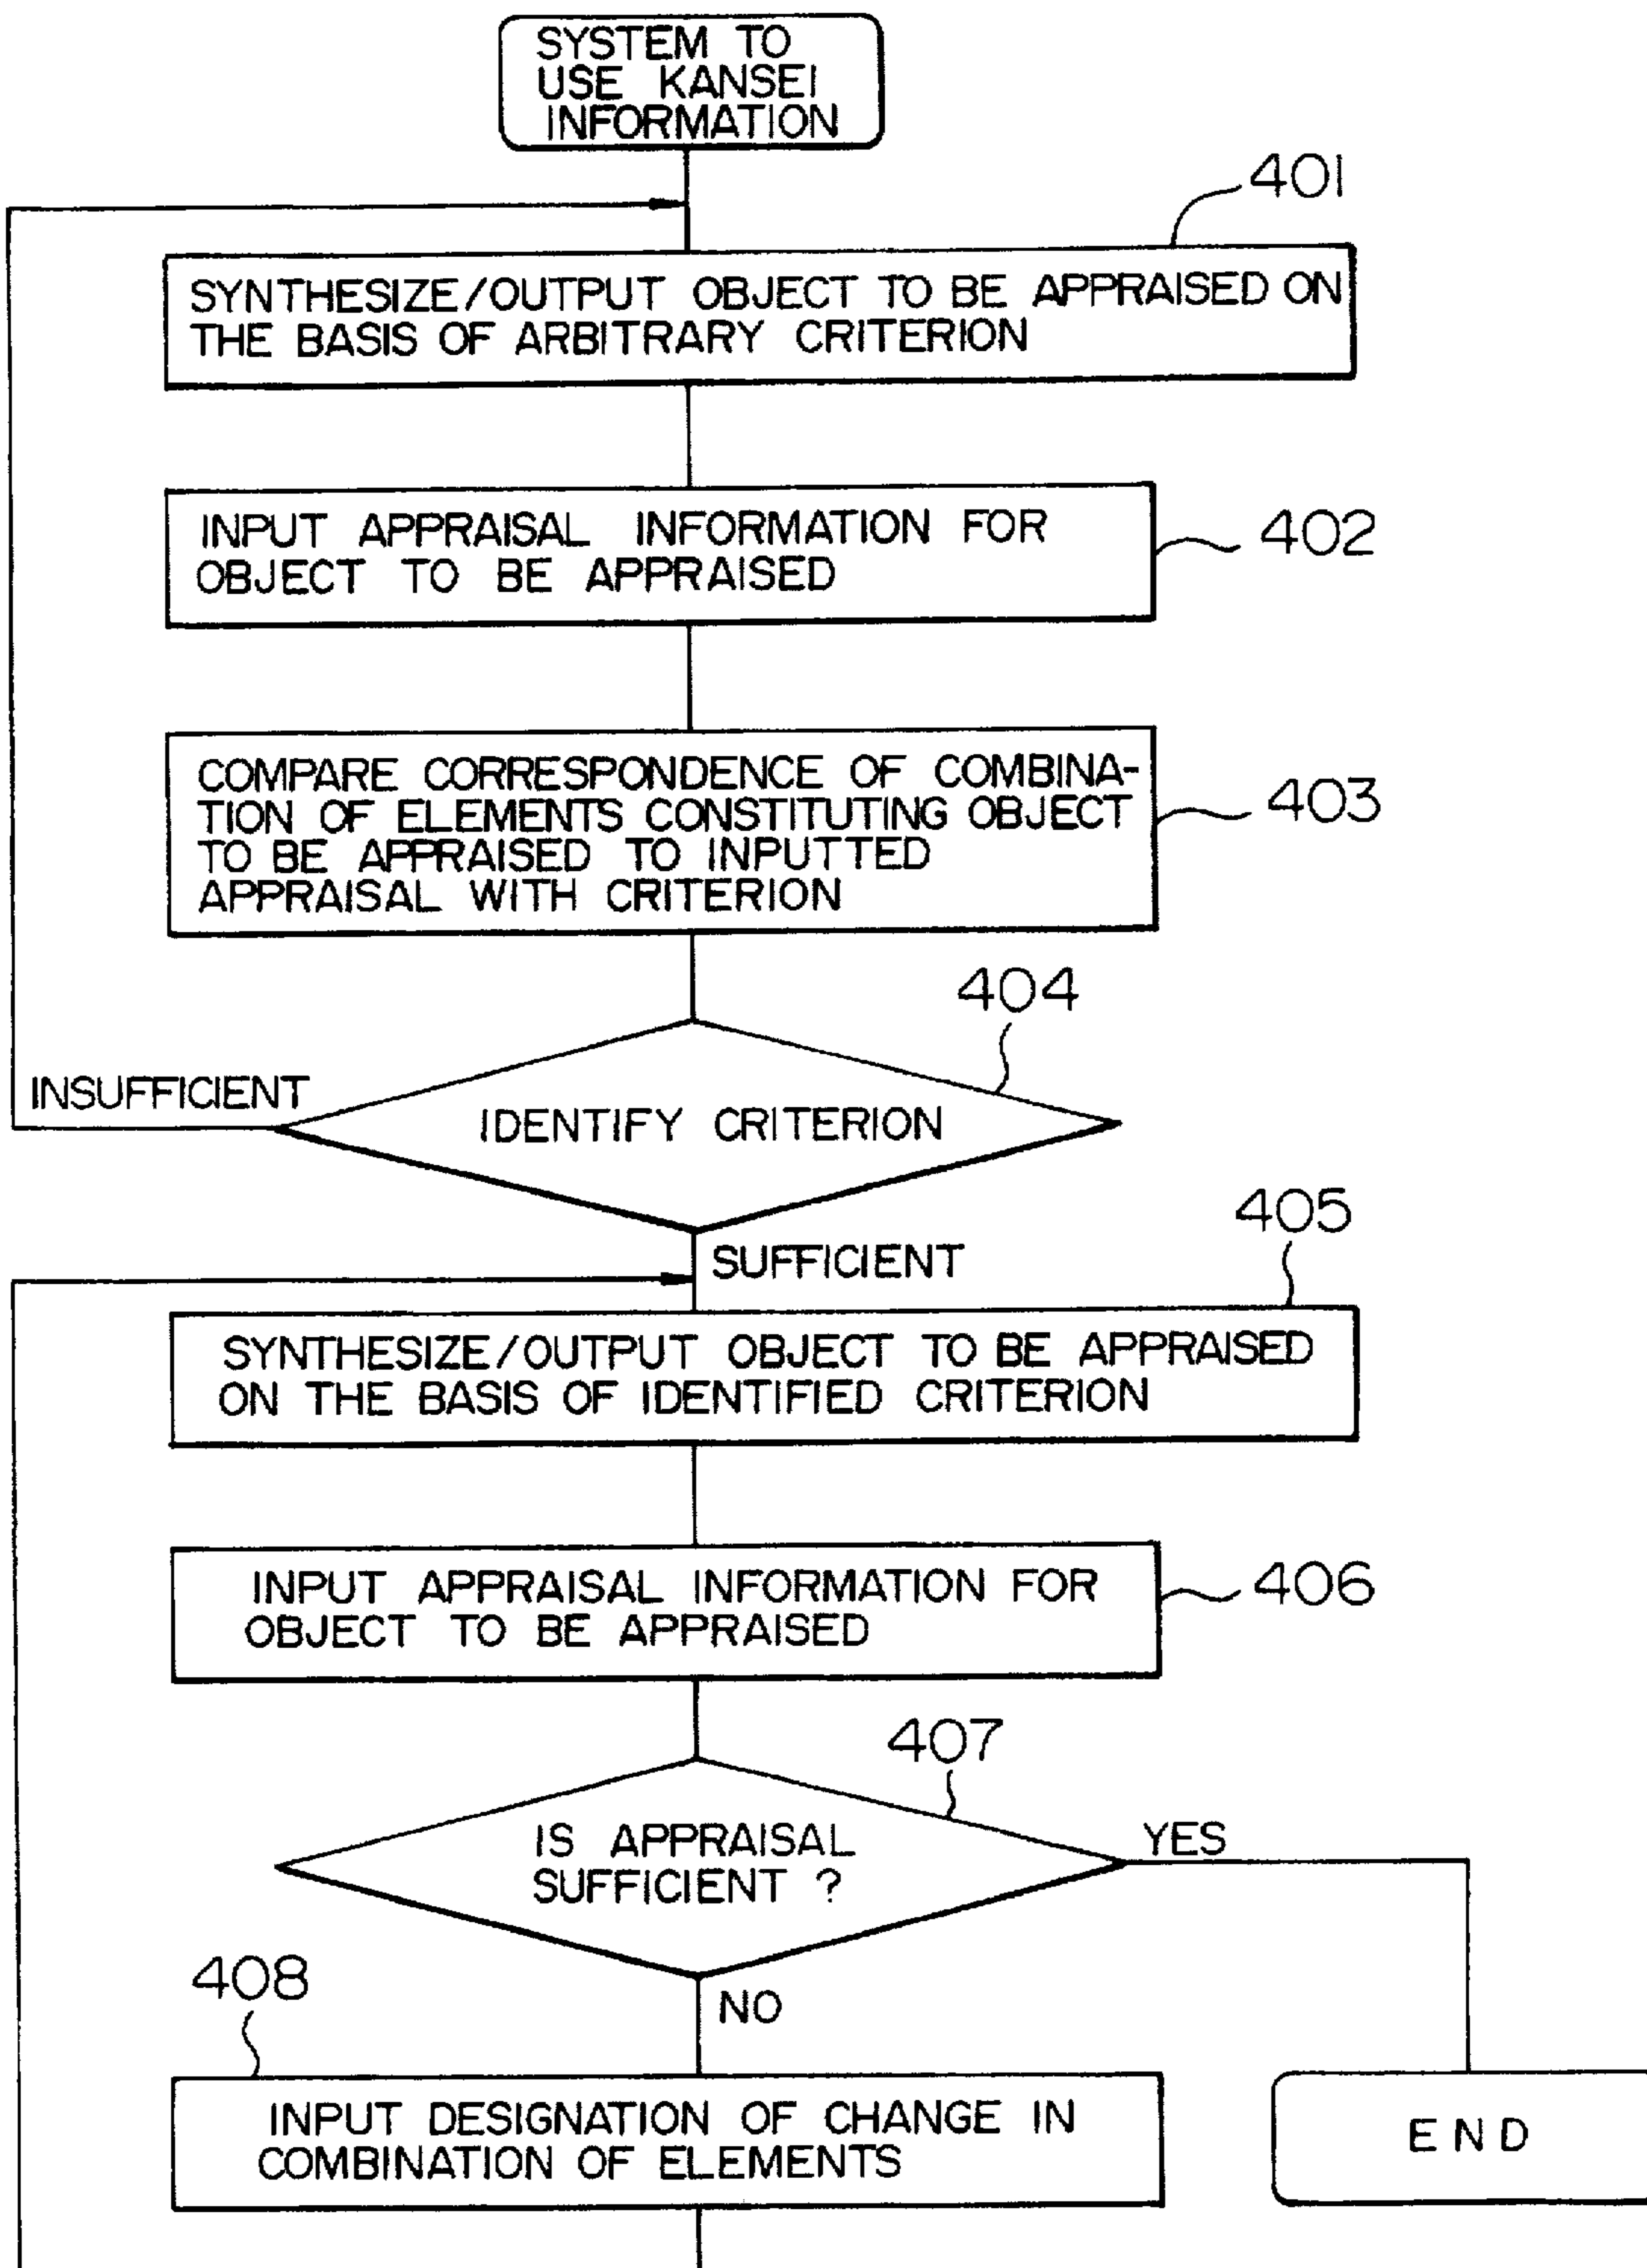 SYSTEM TO
USE KANSEI
INFORMATION
401
SYNTHESIZE/OUTPUT OBJECT TO BE APPRAISED ON
THE BASIS OF ARBITRARY CRITERION
INPUT APPRAISAL INFORMATION FOR
OBJECT TO BE APPRAISED
402
COMPARE CORRESPONDENCE OF COMBINA-
TION OF ELEMENTS CONSTITUTING OBJECT
TO BE APPRAISED TO INPUTTED
APPRAISAL WITH CRITERION
403
404
INSUFFICIENT
IDENTIFY CRITERION
405
SUFFICIENT
SYNTHESIZE/OUTPUT OBJECT TO BE APPRAISED
ON THE BASIS OF IDENTIFIED CRITERION
INPUT APPRAISAL INFORMATION FOR
OBJECT TO BE APPRAISED
406
407
IS APPRAISAL
SUFFICIENT ?
YES
408
NO
INPUT DESIGNATION OF CHANGE IN
COMBINATION OF ELEMENTS
END